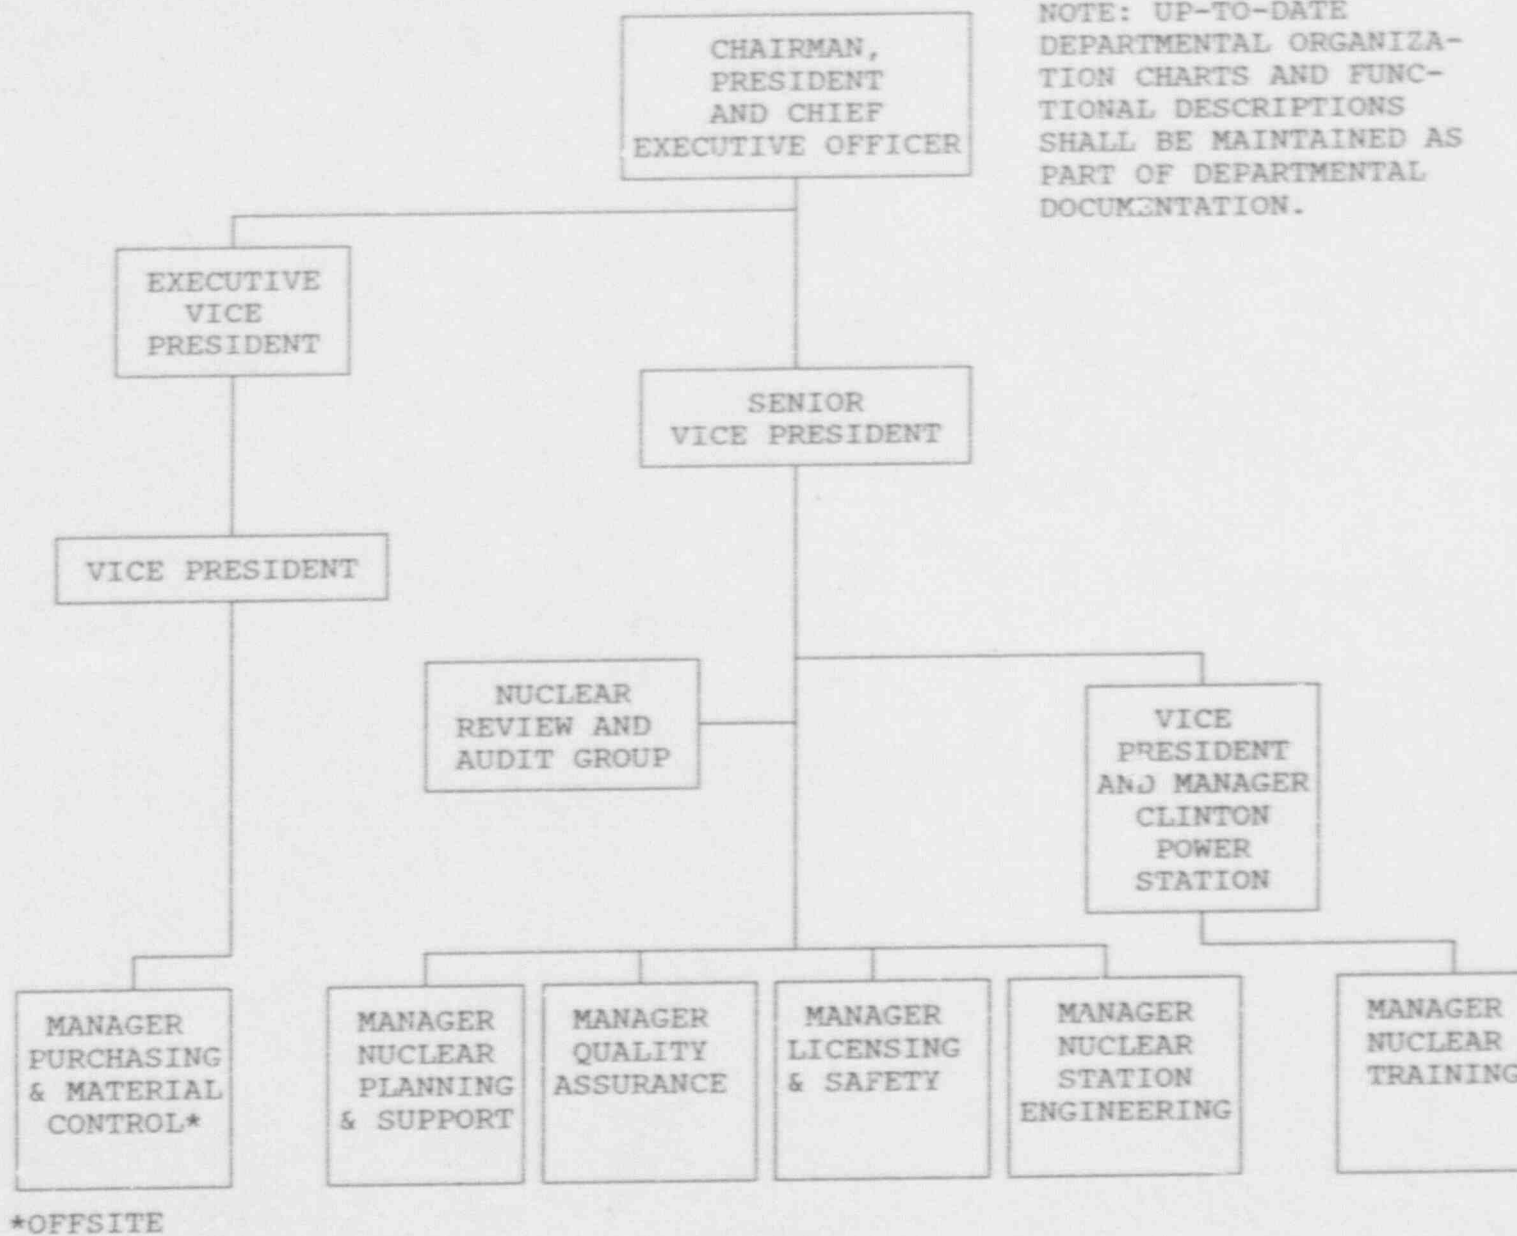 CHAIRMAN,
PRESIDENT
AND CHIEF
EXECUTIVE OFFICER
NOTE: UP-TO-DATE
DEPARTMENTAL ORGANIZA-
TION CHARTS AND FUNC-
TIONAL DESCRIPTIONS
SHALL BE MAINTAINED AS
PART OF DEPARTMENTAL
DOCUMENTATION.
EXECUTIVE
VICE
PRESIDENT
SENIOR
VICE PRESIDENT
VICE PRESIDENT
NUCLEAR
REVIEW AND
AUDIT GROUP
VICE
PRESIDENT
AND MANAGER
CLINTON
POWER
STATION
MANAGER
PURCHASING
& MATERIAL
CONTROL*
MANAGER
NUCLEAR
PLANNING
& SUPPORT
MANAGER
QUALITY
ASSURANCE
MANAGER
LICENSING
& SAFETY
MANAGER
NUCLEAR
STATION
ENGINEERING
MANAGER
NUCLEAR
TRAINING
*OFFSITE